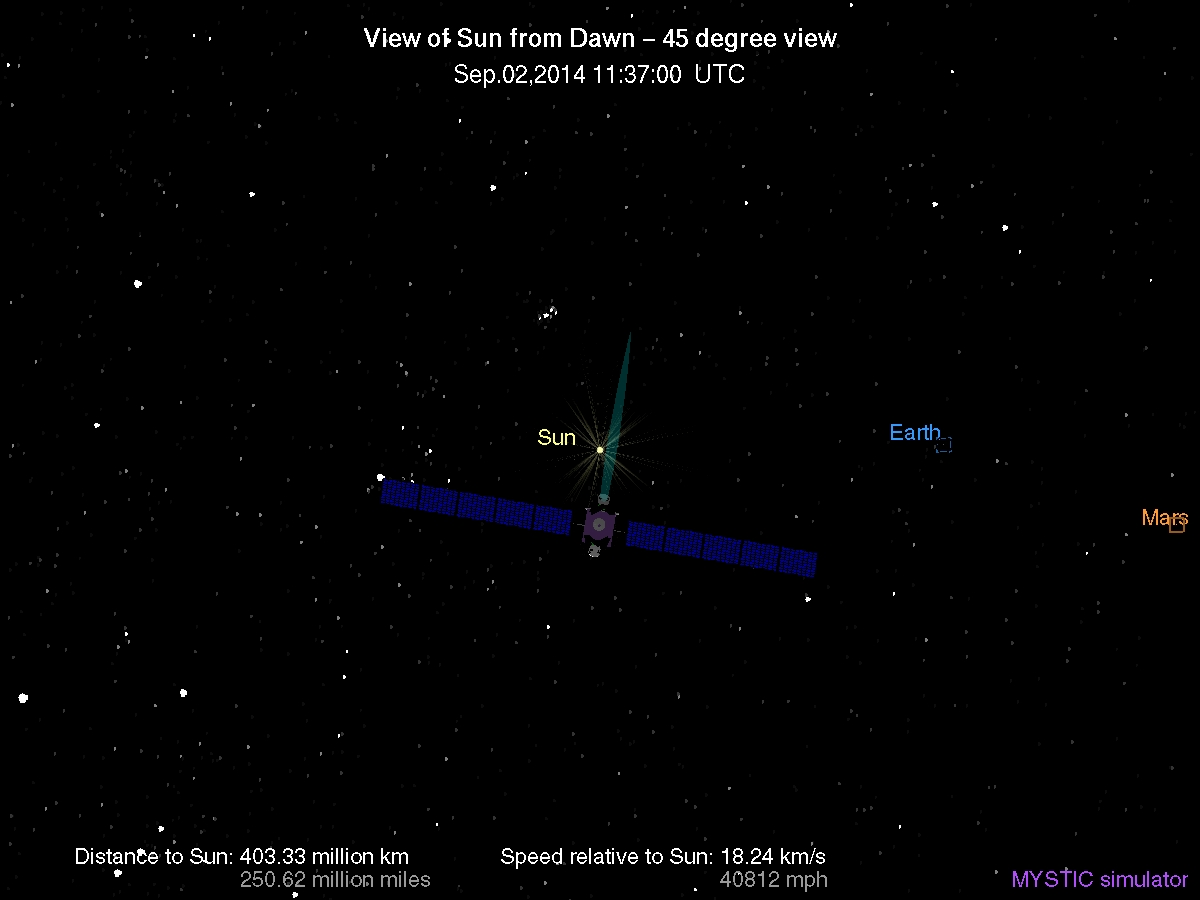 View of Sun from Dawn – 45 degree view
Sep.02,2014 11:37:00 UTC
Earth
Sun
Mars
Distance to Sun: 403.33 million km
250.62 million miles
Speed relative to Sun: 18.24 km/s
40812 mph
MYSTIC simulator